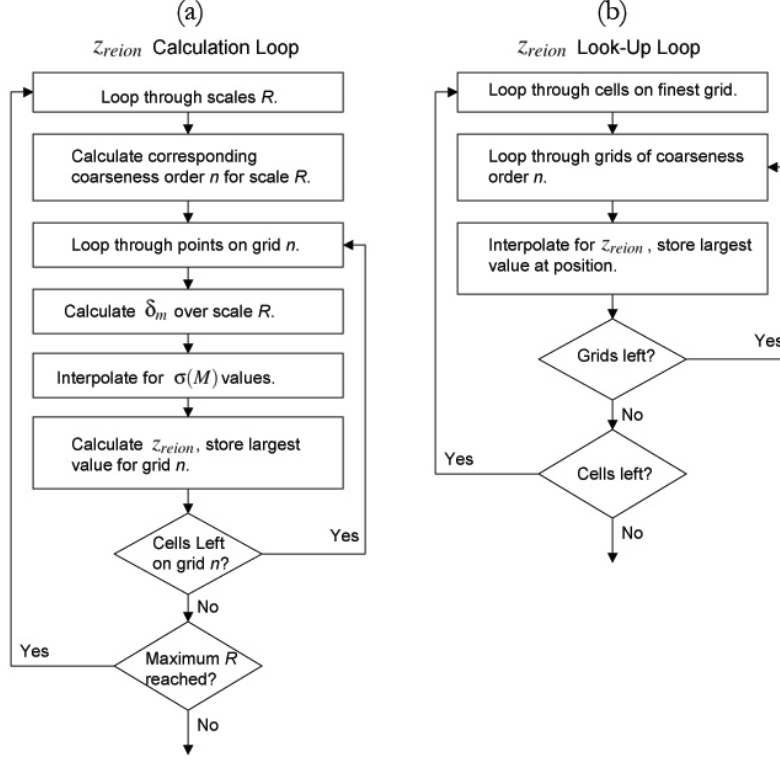 (a)
z_reion Calculation Loop
Loop through scales R.
Calculate corresponding
coarseness order n for scale R.
Loop through points on grid n.
Calculate δ_m over scale R.
Interpolate for σ(M) values.
Calculate z_reion, store largest
value for grid n.
Cells Left
on grid n?
Yes
No
Maximum R
reached?
Yes
No
(b)
z_reion Look-Up Loop
Loop through cells on finest grid.
Loop through grids of coarseness
order n.
Interpolate for z_reion, store largest
value at position.
Grids left?
Yes
No
Cells left?
Yes
No